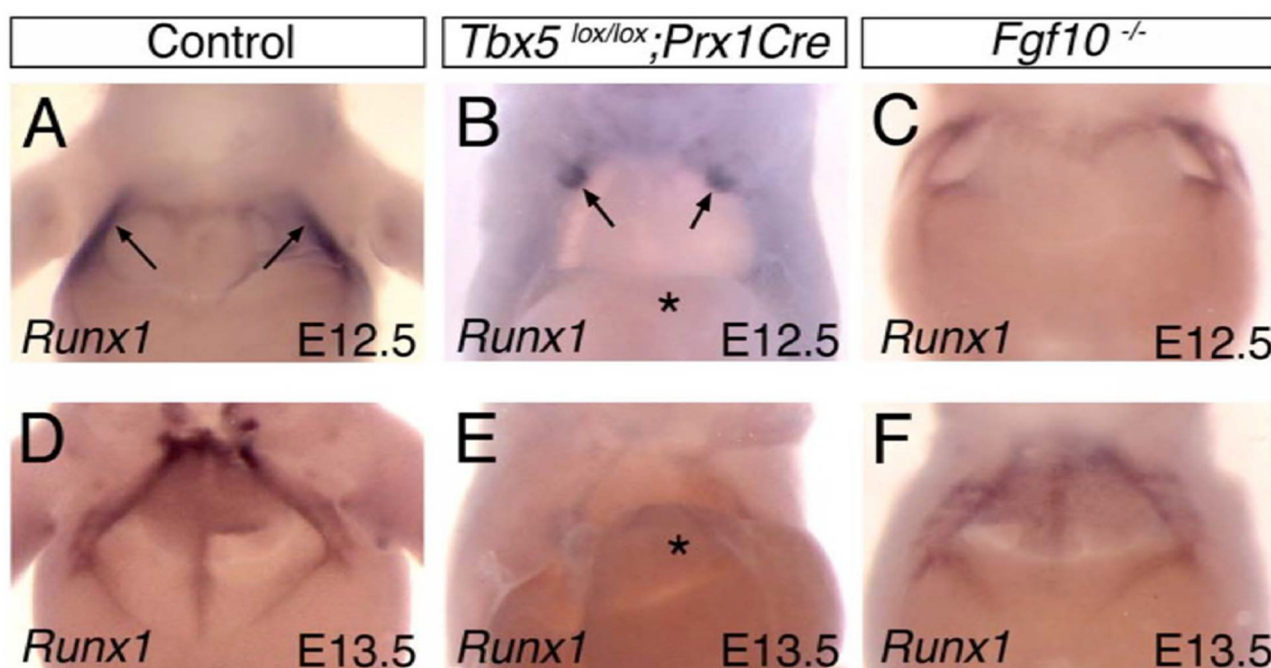 Control
Tbx5 lox/lox;Prx1Cre
Fgf10 -/-
A
Runx1 E12.5
B
*
Runx1 E12.5
C
Runx1 E12.5
D
Runx1 E13.5
E
*
Runx1 E13.5
F
Runx1 E13.5